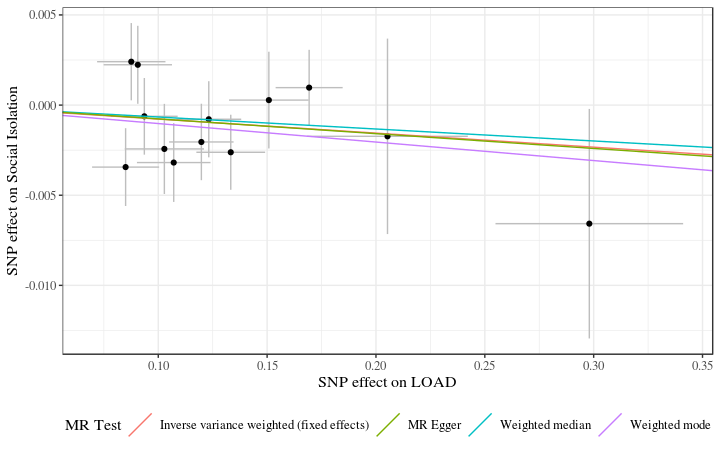 0.005
0.000
-0.005
-0.010
SNP effect on Social Isolation
0.10 0.15 0.20 0.25 0.30 0.35
SNP effect on LOAD
MR Test Inverse variance weighted (fixed effects) MR Egger Weighted median Weighted mode